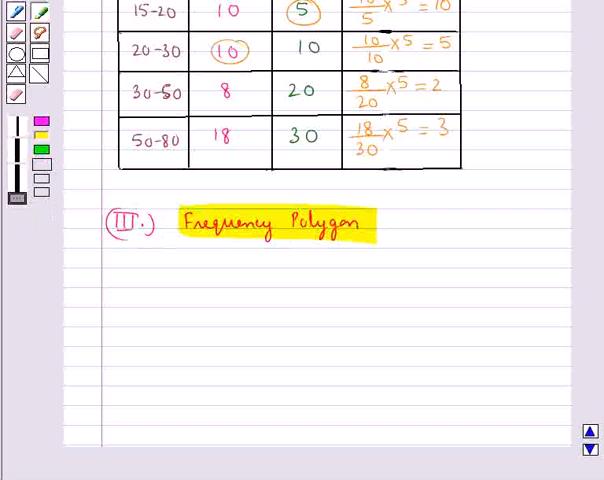 15-20 10 5 10/5 x 5 = 10
20-30 10 10 10/10 x 5 = 5
30-50 8 20 8/20 x 5 = 2
50-80 18 30 18/30 x 5 = 3
(III.) Frequency Polygon